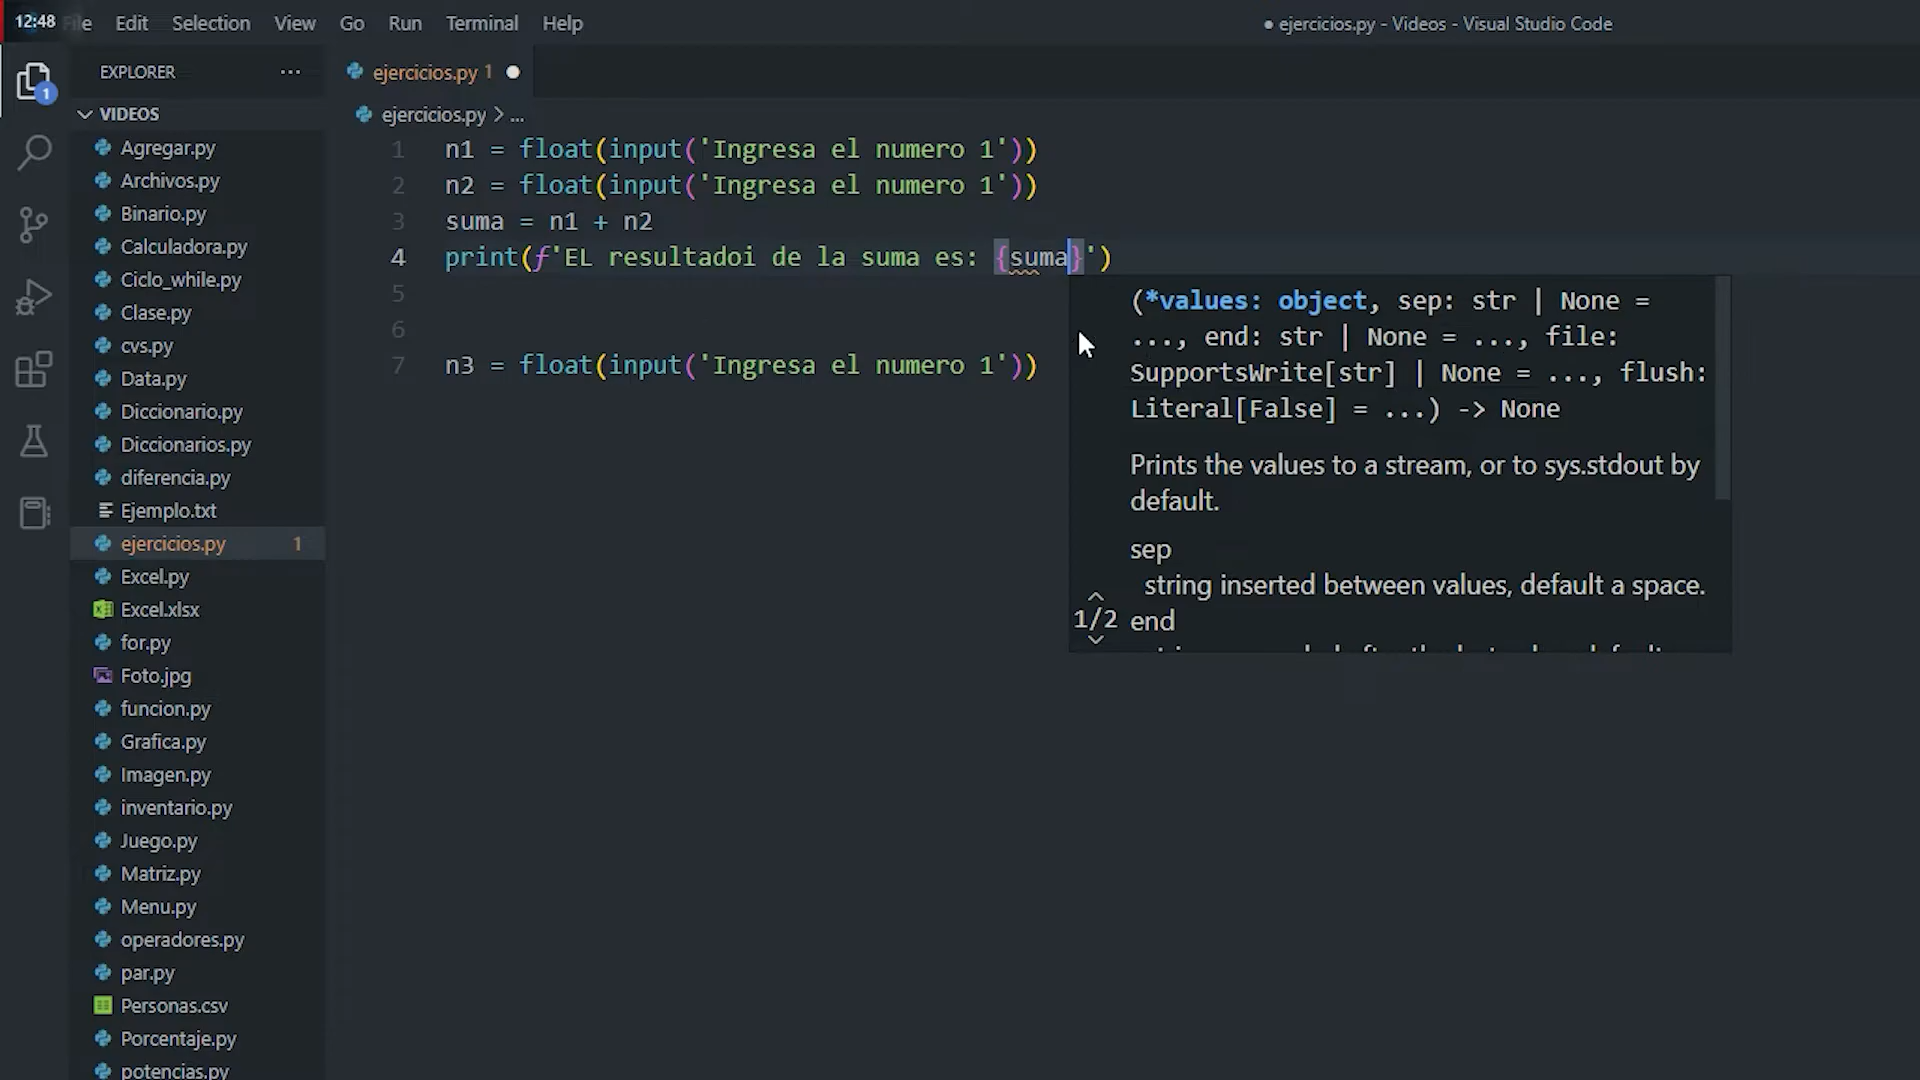 12:48 File Edit Selection View Go Run Terminal Help
● ejercicios.py - Videos - Visual Studio Code
1
EXPLORER ...
VIDEOS
Agregar.py
Archivos.py
Binario.py
Calculadora.py
Ciclo_while.py
Clase.py
cvs.py
Data.py
Diccionario.py
Diccionarios.py
diferencia.py
Ejemplo.txt
ejercicios.py 1
Excel.py
Excel.xlsx
for.py
Foto.jpg
funcion.py
Grafica.py
Imagen.py
inventario.py
Juego.py
Matriz.py
Menu.py
operadores.py
par.py
Personas.csv
Porcentaje.py
potencias.py
ejercicios.py 1 ●
ejercicios.py > ...
1 n1 = float(input('Ingresa el numero 1'))
2 n2 = float(input('Ingresa el numero 1'))
3 suma = n1 + n2
4 print(f'EL resultadoi de la suma es: {suma}')
5
6
7 n3 = float(input('Ingresa el numero 1'))
(*values: object, sep: str | None =
..., end: str | None = ..., file:
SupportsWrite[str] | None = ..., flush:
Literal[False] = ...) -> None
Prints the values to a stream, or to sys.stdout by
default.
sep
string inserted between values, default a space.
1/2 end